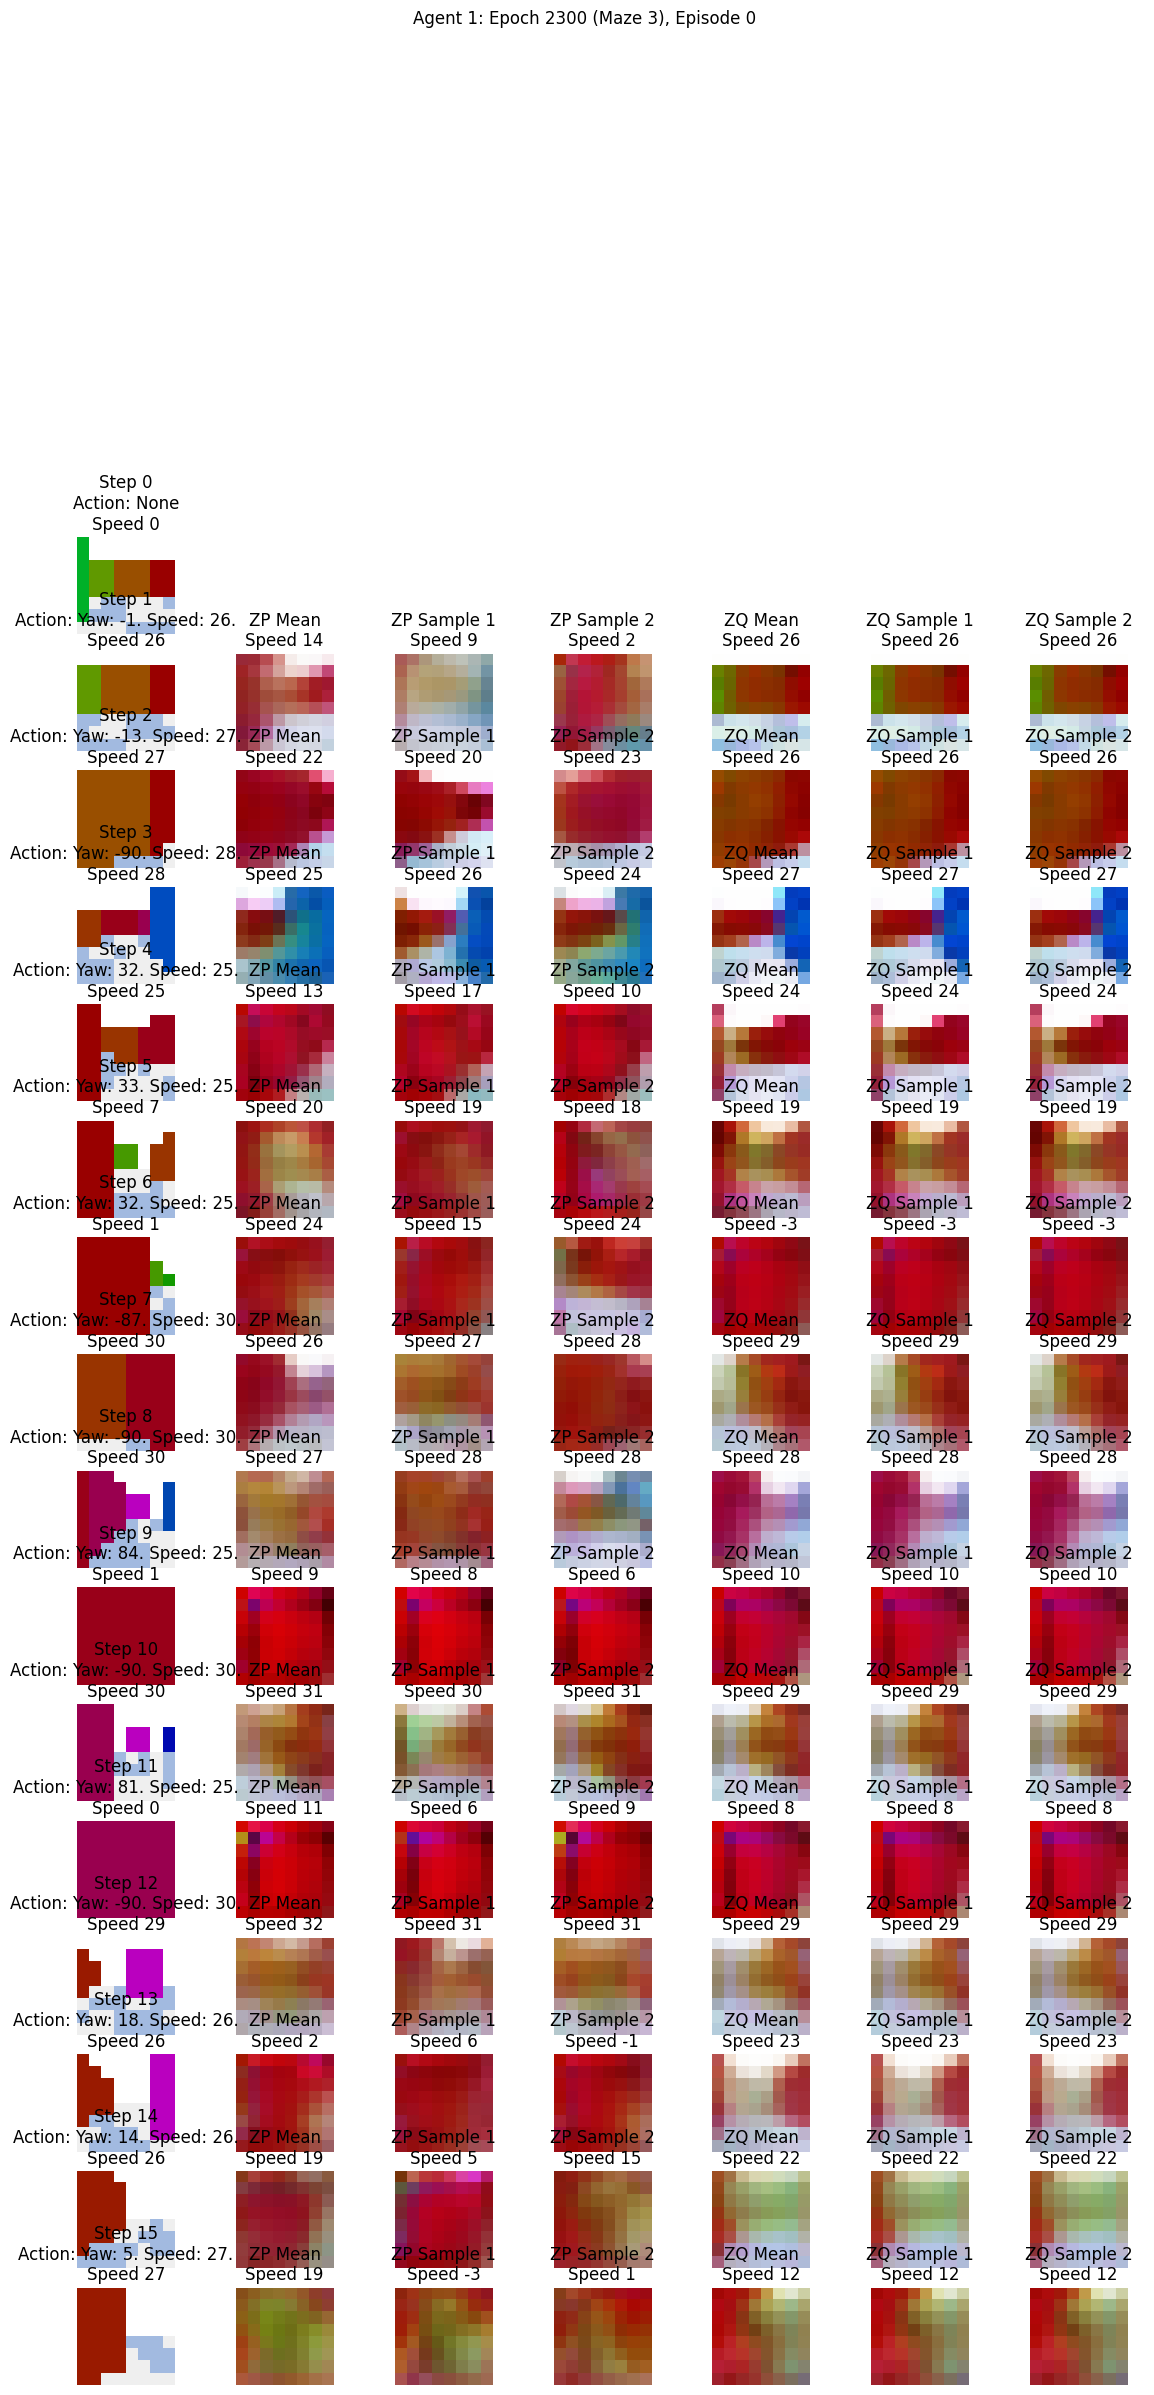 Agent 1: Epoch 2300 (Maze 3), Episode 0
Step 0
Action: None
Speed 0
Step 1
Action: Yaw: -1. Speed: 26. ZP Mean ZP Sample 1 ZP Sample 2 ZQ Mean ZQ Sample 1 ZQ Sample 2
Speed 26 Speed 14 Speed 9 Speed 2 Speed 26 Speed 26 Speed 26
Step 2
Action: Yaw: -13. Speed: 27. ZP Mean ZP Sample 1 ZP Sample 2 ZQ Mean ZQ Sample 1 ZQ Sample 2
Speed 27 Speed 22 Speed 20 Speed 23 Speed 26 Speed 26 Speed 26
Step 3
Action: Yaw: -90. Speed: 28. ZP Mean ZP Sample 1 ZP Sample 2 ZQ Mean ZQ Sample 1 ZQ Sample 2
Speed 28 Speed 25 Speed 26 Speed 24 Speed 27 Speed 27 Speed 27
Step 4
Action: Yaw: 32. Speed: 25. ZP Mean ZP Sample 1 ZP Sample 2 ZQ Mean ZQ Sample 1 ZQ Sample 2
Speed 25 Speed 13 Speed 17 Speed 10 Speed 24 Speed 24 Speed 24
Step 5
Action: Yaw: 33. Speed: 25. ZP Mean ZP Sample 1 ZP Sample 2 ZQ Mean ZQ Sample 1 ZQ Sample 2
Speed 7 Speed 20 Speed 19 Speed 18 Speed 19 Speed 19 Speed 19
Step 6
Action: Yaw: 32. Speed: 25. ZP Mean ZP Sample 1 ZP Sample 2 ZQ Mean ZQ Sample 1 ZQ Sample 2
Speed 1 Speed 24 Speed 15 Speed 24 Speed -3 Speed -3 Speed -3
Step 7
Action: Yaw: -87. Speed: 30. ZP Mean ZP Sample 1 ZP Sample 2 ZQ Mean ZQ Sample 1 ZQ Sample 2
Speed 30 Speed 26 Speed 27 Speed 28 Speed 29 Speed 29 Speed 29
Step 8
Action: Yaw: -90. Speed: 30. ZP Mean ZP Sample 1 ZP Sample 2 ZQ Mean ZQ Sample 1 ZQ Sample 2
Speed 30 Speed 27 Speed 28 Speed 28 Speed 28 Speed 28 Speed 28
Step 9
Action: Yaw: 84. Speed: 25. ZP Mean ZP Sample 1 ZP Sample 2 ZQ Mean ZQ Sample 1 ZQ Sample 2
Speed 1 Speed 9 Speed 8 Speed 6 Speed 10 Speed 10 Speed 10
Step 10
Action: Yaw: -90. Speed: 30. ZP Mean ZP Sample 1 ZP Sample 2 ZQ Mean ZQ Sample 1 ZQ Sample 2
Speed 30 Speed 31 Speed 30 Speed 31 Speed 29 Speed 29 Speed 29
Step 11
Action: Yaw: 81. Speed: 25. ZP Mean ZP Sample 1 ZP Sample 2 ZQ Mean ZQ Sample 1 ZQ Sample 2
Speed 0 Speed 11 Speed 6 Speed 9 Speed 8 Speed 8 Speed 8
Step 12
Action: Yaw: -90. Speed: 30. ZP Mean ZP Sample 1 ZP Sample 2 ZQ Mean ZQ Sample 1 ZQ Sample 2
Speed 29 Speed 32 Speed 31 Speed 31 Speed 29 Speed 29 Speed 29
Step 13
Action: Yaw: 18. Speed: 26. ZP Mean ZP Sample 1 ZP Sample 2 ZQ Mean ZQ Sample 1 ZQ Sample 2
Speed 26 Speed 2 Speed 6 Speed -1 Speed 23 Speed 23 Speed 23
Step 14
Action: Yaw: 14. Speed: 26. ZP Mean ZP Sample 1 ZP Sample 2 ZQ Mean ZQ Sample 1 ZQ Sample 2
Speed 26 Speed 19 Speed 5 Speed 15 Speed 22 Speed 22 Speed 22
Step 15
Action: Yaw: 5. Speed: 27. ZP Mean ZP Sample 1 ZP Sample 2 ZQ Mean ZQ Sample 1 ZQ Sample 2
Speed 27 Speed 19 Speed -3 Speed 1 Speed 12 Speed 12 Speed 12